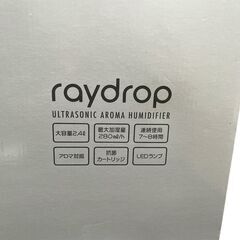 raydrop
ULTRASONIC AROMA HUMIDIFIER
大容量2.4ℓ
最大加湿量
280㎖/h
連続使用
7~8時間
アロマ対応
抗菌
カートリッジ
LEDランプ